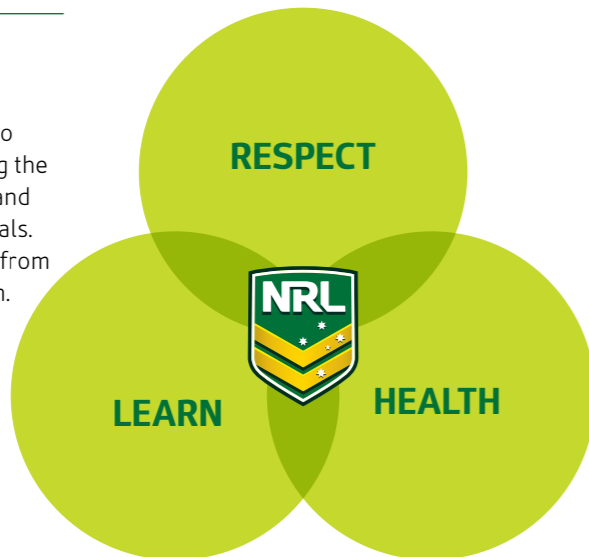 o
g the
and
als.
from
n.
RESPECT
NRL
LEARN
HEALTH